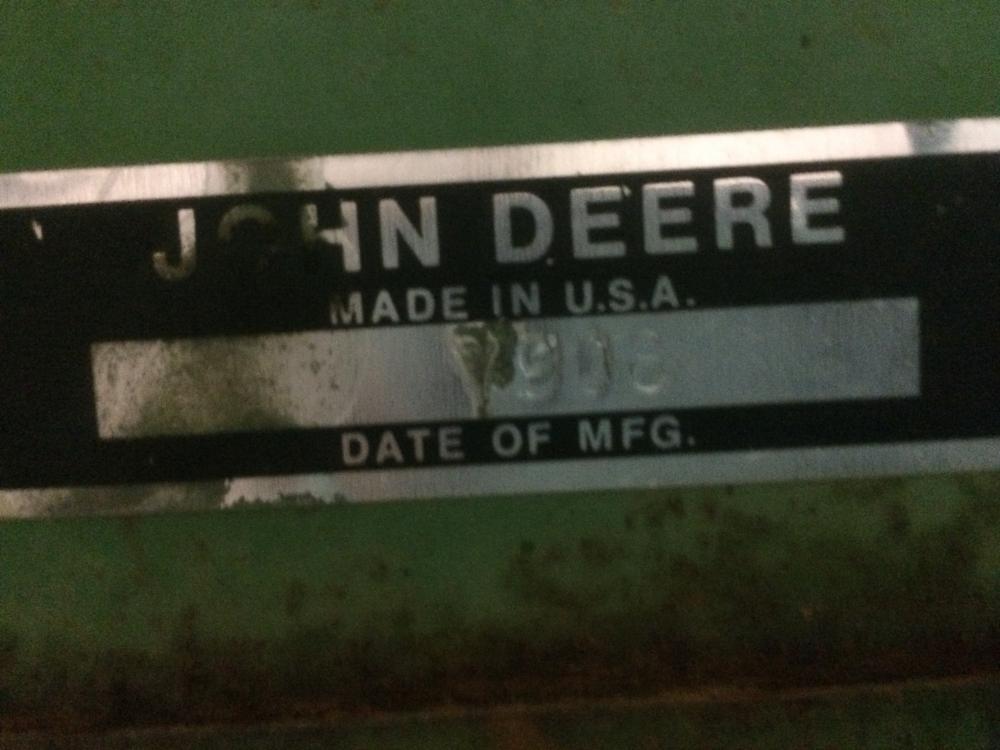 JOHN DEERE
MADE IN U.S.A.
DATE OF MFG.